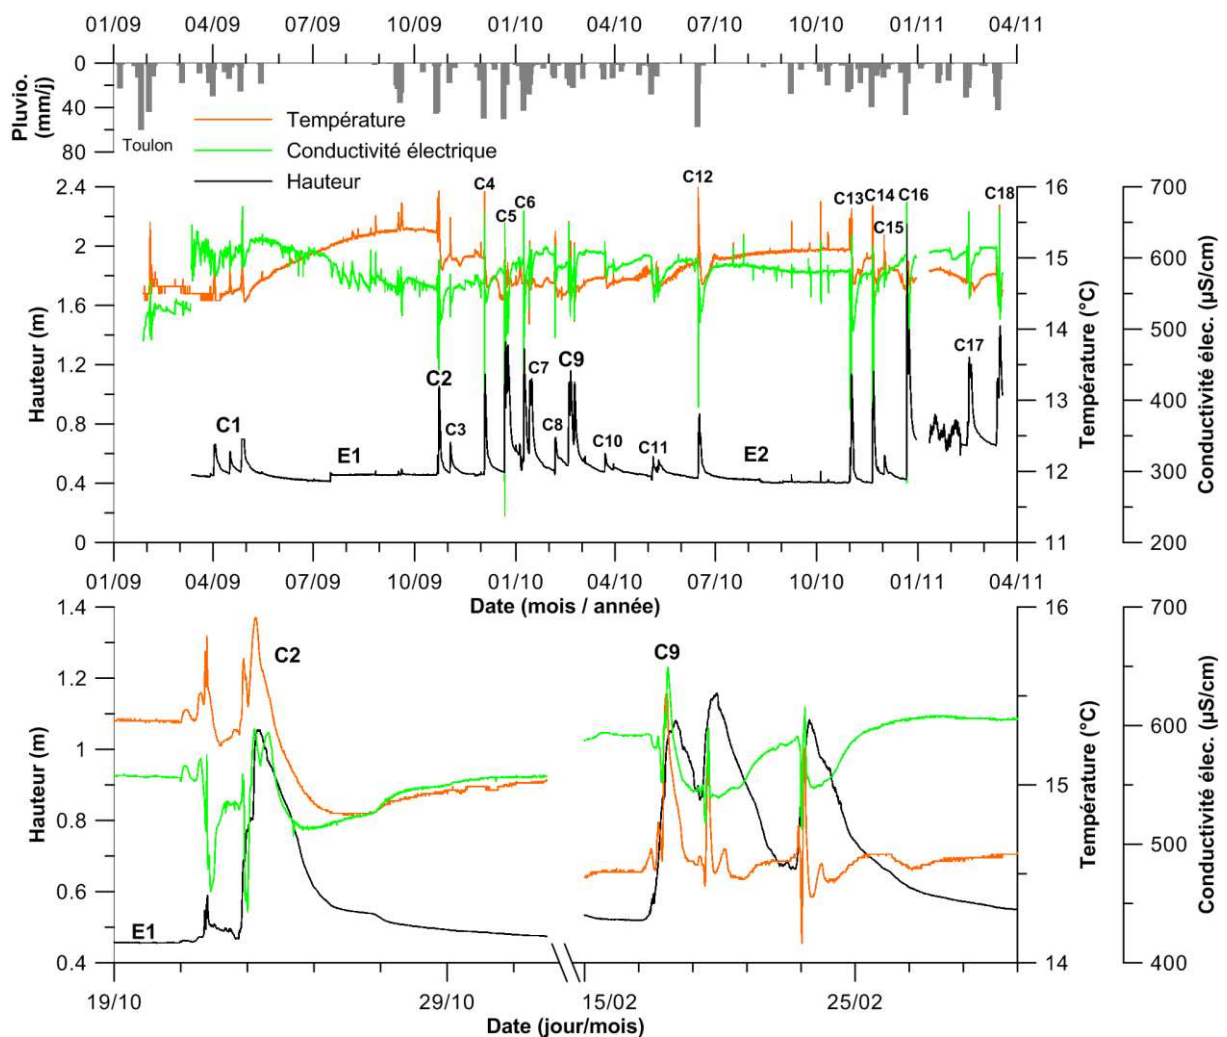 01/09 04/09 07/09 10/09 01/10 04/10 07/10 10/10 01/11 04/11
Pluvio. (mm/j)
0
40
80
Toulon
Température
Conductivité électrique
Hauteur
Hauteur (m)
2.4
2
1.6
1.2
0.8
0.4
0
C1
E1
C2
C3
C4
C5
C6
C7
C8
C9
C10
C11
C12
E2
C13
C14
C15
C16
C17
C18
Température (°C)
16
15
14
13
12
11
Conductivité élec. (µS/cm)
700
600
500
400
300
200
01/09 04/09 07/09 10/09 01/10 04/10 07/10 10/10 01/11 04/11
Date (mois / année)
Hauteur (m)
1.4
1.2
1
0.8
0.6
0.4
C2
E1
C9
Température (°C)
16
15
14
Conductivité élec. (µS/cm)
700
600
500
400
19/10 29/10 15/02 25/02
Date (jour/mois)